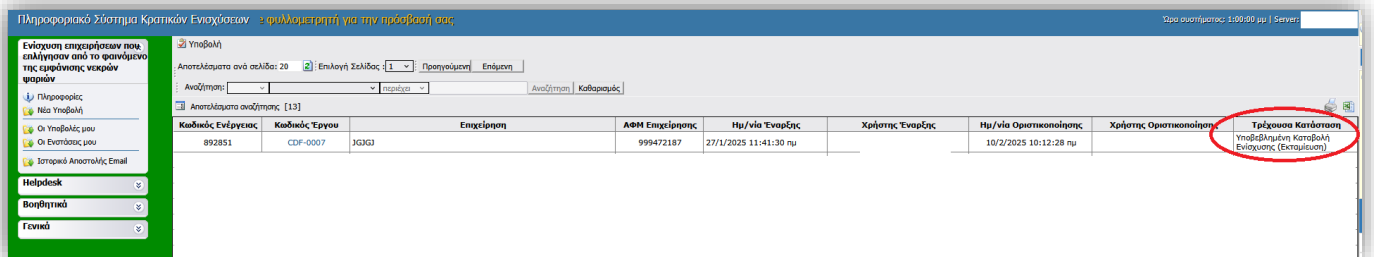 Πληροφοριακό Σύστημα Κρατικών Ενισχύσεων ε φυλλομετρητή για την πρόσβασή σας
Ώρα συστήματος: 1:00:00 μμ | Server:
Ενίσχυση επιχειρήσεων που
επλήγησαν από το φαινόμενο
της εμφάνισης νεκρών
ψαριών
Πληροφορίες
Νέα Υποβολή
Οι Υποβολές μου
Οι Ενστάσεις μου
Ιστορικό Αποστολής Email
Helpdesk
Βοηθητικά
Γενικά
Υποβολή
Αποτελέσματα ανά σελίδα: 20 Επιλογή Σελίδας : 1 Προηγούμενη Επόμενη
Αναζήτηση: περιέχει Αναζήτηση Καθαρισμός
Αποτελέσματα αναζήτησης [13]
Κωδικός Ενέργειας Κωδικός Έργου Επιχείρηση ΑΦΜ Επιχείρησης Ημ/νία Έναρξης Χρήστης Έναρξης Ημ/νία Οριστικοποίησης Χρήστης Οριστικοποίησης Τρέχουσα Κατάσταση
892851 CDF-0007 JGJGJ 999472187 27/1/2025 11:41:30 πμ 10/2/2025 10:12:28 πμ Υποβεβλημένη Καταβολή
Ενίσχυσης (Εκταμίευση)